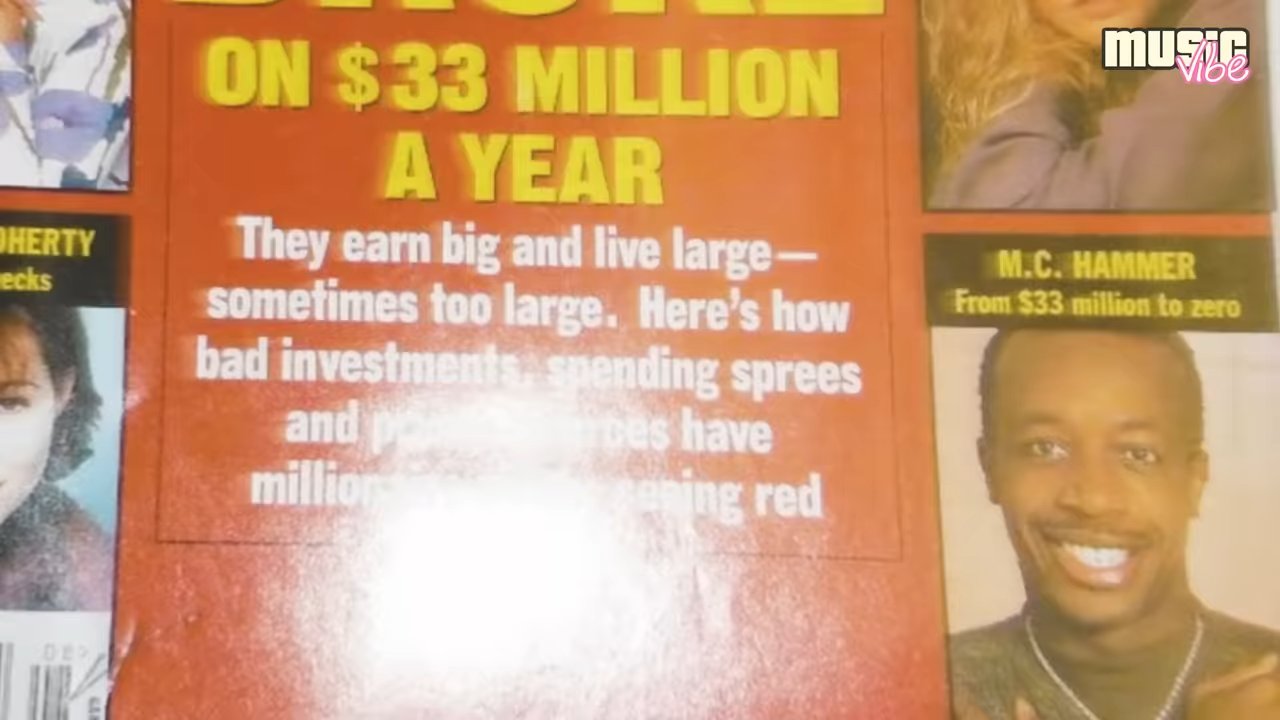 ON $33 MILLION
A YEAR
They earn big and live large—
sometimes too large. Here's how
bad investments, spending sprees
and have
red
OHERTY
ecks
M.C. HAMMER
From $33 million to zero
MUSIC
Vibe